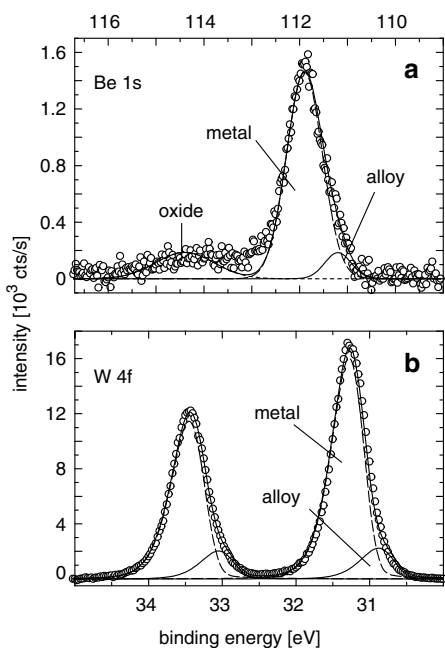 116 114 112 110
1.6
1.2
0.8
0.4
0
Be 1s
a
metal
alloy
oxide
intensity [10³ cts/s]
16
12
8
4
0
W 4f
b
metal
alloy
34 33 32 31
binding energy [eV]